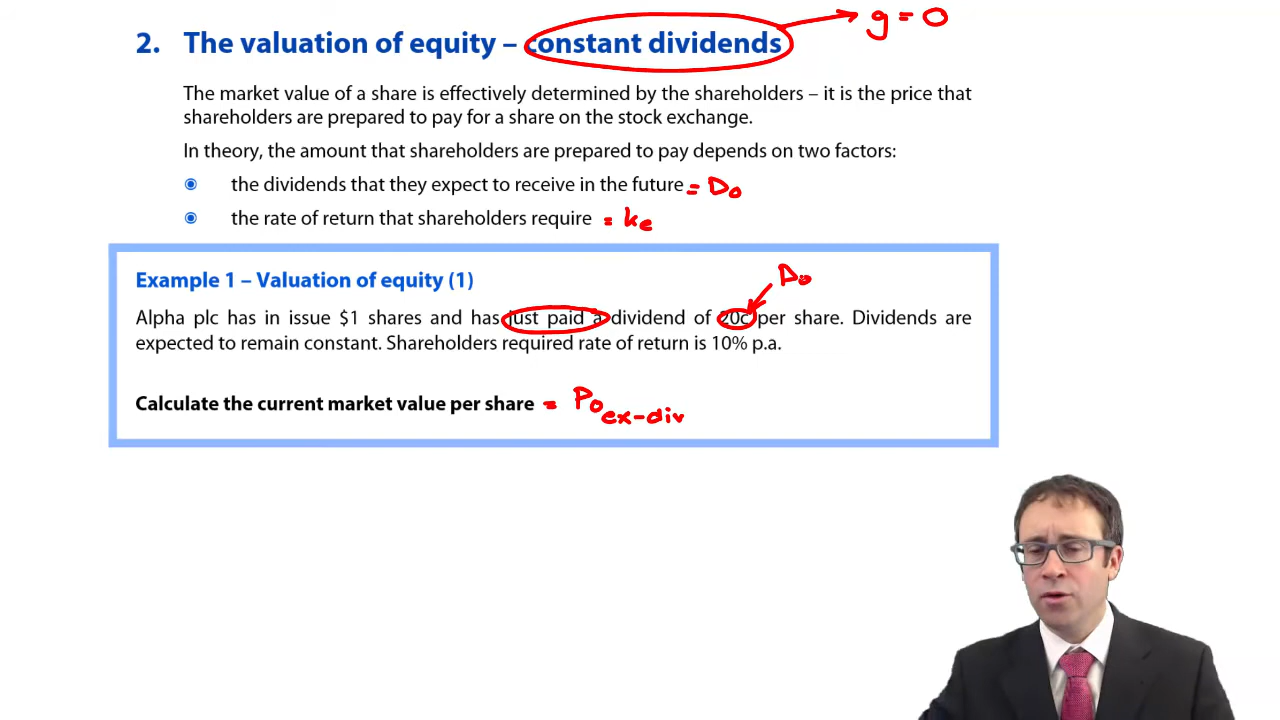 2. The valuation of equity – constant dividends → g = 0
The market value of a share is effectively determined by the shareholders – it is the price that
shareholders are prepared to pay for a share on the stock exchange.
In theory, the amount that shareholders are prepared to pay depends on two factors:
the dividends that they expect to receive in the future = D₀
the rate of return that shareholders require = ke
Example 1 – Valuation of equity (1)
D₀
Alpha plc has in issue $1 shares and has just paid a dividend of 20c per share. Dividends are
expected to remain constant. Shareholders required rate of return is 10% p.a.
Calculate the current market value per share = P₀ ex-div